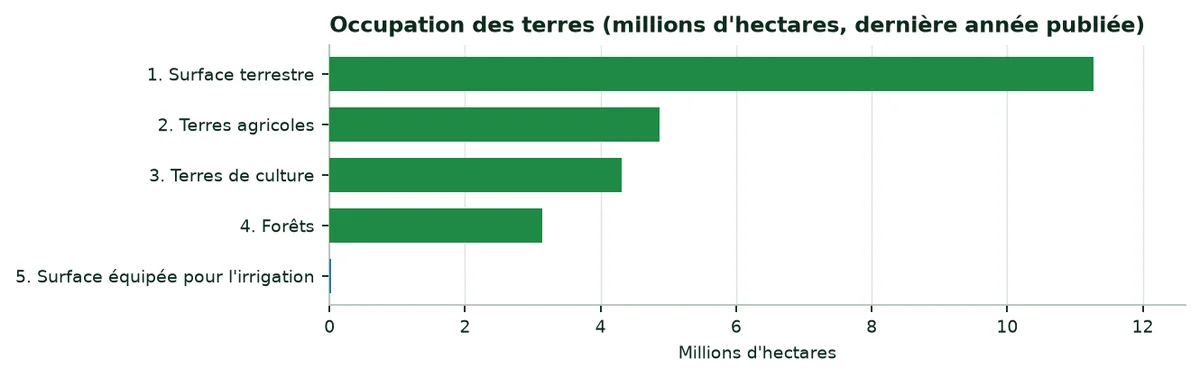 Occupation des terres (millions d'hectares, dernière année publiée)
1. Surface terrestre
2. Terres agricoles
3. Terres de culture
4. Forêts
5. Surface équipée pour l'irrigation
0 2 4 6 8 10 12
Millions d'hectares